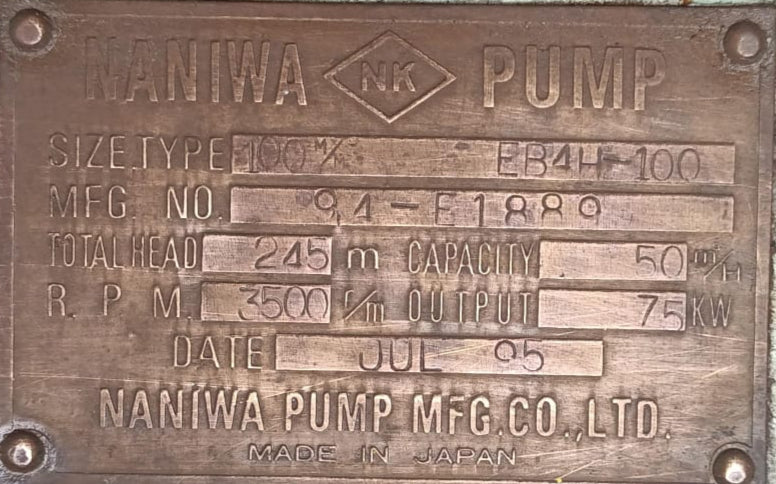 NANIWA NK PUMP
SIZE.TYPE 100 M/M EB4H-100
MFG. NO. 94-E1889
TOTAL HEAD 245 m CAPACITY 50 m³/H
R. P. M. 3500 r/m OUTPUT 75 KW
DATE JUL 95
NANIWA PUMP MFG.CO.,LTD.
MADE IN JAPAN